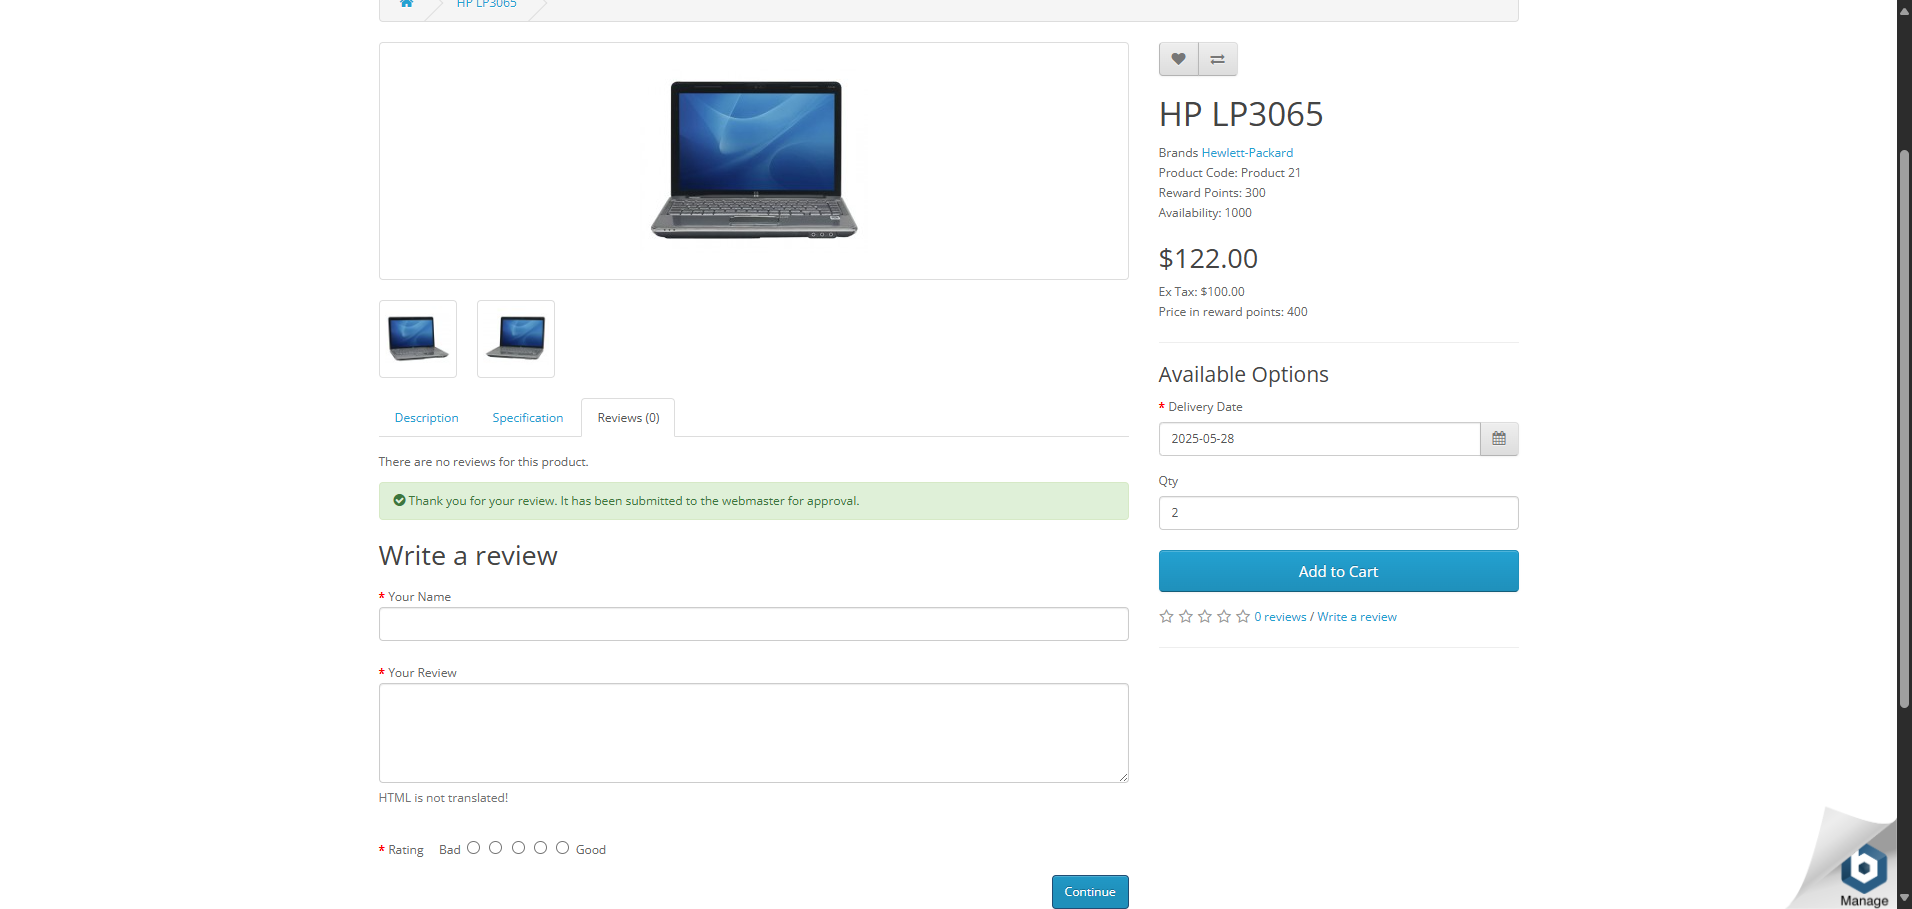 HP LP3065
HP LP3065
Brands Hewlett-Packard
Product Code: Product 21
Reward Points: 300
Availability: 1000
$122.00
Ex Tax: $100.00
Price in reward points: 400
Available Options
* Delivery Date
2025-05-28
Qty
2
Add to Cart
0 reviews / Write a review
Description Specification Reviews (0)
There are no reviews for this product.
Thank you for your review. It has been submitted to the webmaster for approval.
Write a review
* Your Name
* Your Review
HTML is not translated!
* Rating Bad Good
Continue
Manage